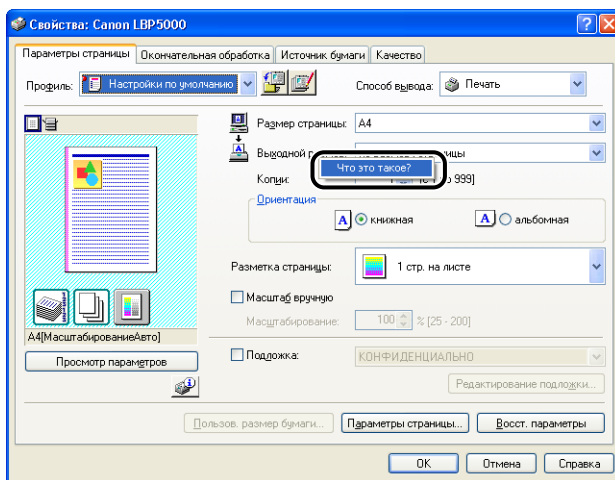 Свойства: Canon LBP5000
Параметры страницы Окончательная обработка Источник бумаги Качество
Профиль: Настройки по умолчанию Способ вывода: Печать
Размер страницы: A4
Выходной
Что это такое?
Копии: 999]
Ориентация
A книжная A альбомная
Разметка страницы: 1 стр. на листе
Масштаб вручную
Масштабирование: 100 % [25 - 200]
A4[МасштабированиеАвто]
Просмотр параметров
Подложка: КОНФИДЕНЦИАЛЬНО
Редактирование подложки...
Пользов. размер бумаги... Параметры страницы... Восст. параметры
OK Отмена Справка